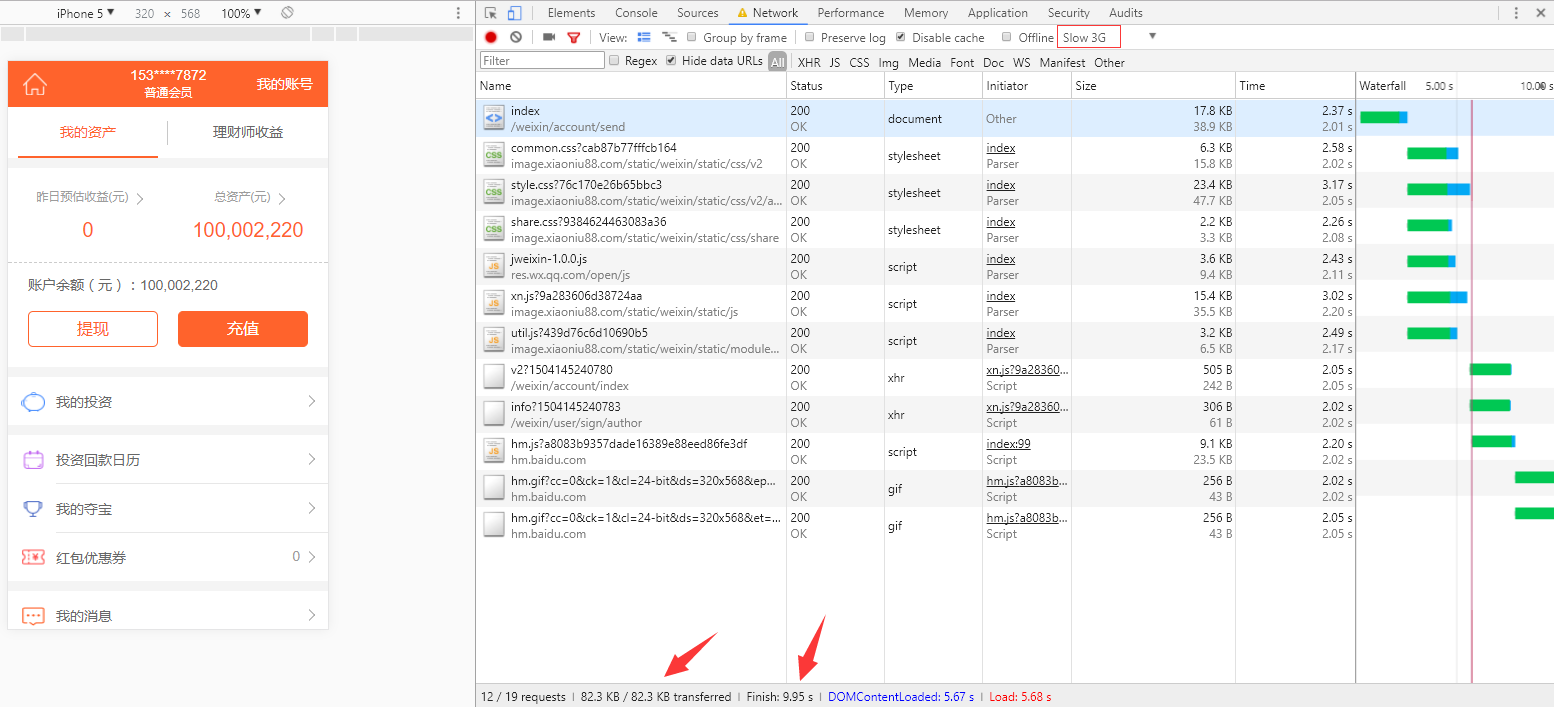 iPhone 5 ▼ 320 × 568 100% ▼
Elements Console Sources Network Performance Memory Application Security Audits
View: Group by frame Preserve log Disable cache Offline Slow 3G ▼
Filter Regex Hide data URLs All XHR JS CSS Img Media Font Doc WS Manifest Other
153****7872
普通会员
我的账号
我的资产 理财师收益
昨日预估收益(元) 总资产(元)
0 100,002,220
账户余额（元）：100,002,220
提现 充值
我的投资
投资回款日历
我的夺宝
红包优惠券 0
我的消息
Name Status Type Initiator Size Time Waterfall 5.00 s 10.00 s
index 200 document Other 17.8 KB 2.37 s
/weixin/account/send OK 38.9 KB 2.01 s
common.css?cab87b77fffcb164 200 stylesheet index 6.3 KB 2.58 s
image.xiaoniu88.com/static/weixin/static/css/v2 OK Parser 15.8 KB 2.02 s
style.css?76c170e26b65bbc3 200 stylesheet index 23.4 KB 3.17 s
image.xiaoniu88.com/static/weixin/static/css/v2/a... OK Parser 47.7 KB 2.05 s
share.css?9384624463083a36 200 stylesheet index 2.2 KB 2.26 s
image.xiaoniu88.com/static/weixin/static/css/share OK Parser 3.3 KB 2.08 s
jweixin-1.0.0.js 200 script index 3.6 KB 2.43 s
res.wx.qq.com/open/js OK Parser 9.4 KB 2.11 s
xn.js?9a283606d38724aa 200 script index 15.4 KB 3.02 s
image.xiaoniu88.com/static/weixin/static/js OK Parser 35.5 KB 2.20 s
util.js?439d76c6d10690b5 200 script index 3.2 KB 2.49 s
image.xiaoniu88.com/static/weixin/static/module... OK Parser 6.5 KB 2.17 s
v2?1504145240780 200 xhr xn.js?9a28360... 505 B 2.05 s
/weixin/account/index OK Script 242 B 2.02 s
info?1504145240783 200 xhr xn.js?9a28360... 306 B 2.02 s
/weixin/user/sign/author OK Script 61 B 2.02 s
hm.js?a8083b9357dade16389e88eed86fe3df 200 script index:99 9.1 KB 2.20 s
hm.baidu.com OK Script 23.5 KB 2.02 s
hm.gif?cc=0&ck=1&cl=24-bit&ds=320x568&ep... 200 gif hm.js?a8083b... 256 B 2.02 s
hm.baidu.com OK Script 43 B 2.02 s
hm.gif?cc=0&ck=1&cl=24-bit&ds=320x568&et=... 200 gif hm.js?a8083b... 256 B 2.05 s
hm.baidu.com OK Script 43 B 2.05 s
12 / 19 requests | 82.3 KB / 82.3 KB transferred | Finish: 9.95 s | DOMContentLoaded: 5.67 s | Load: 5.68 s